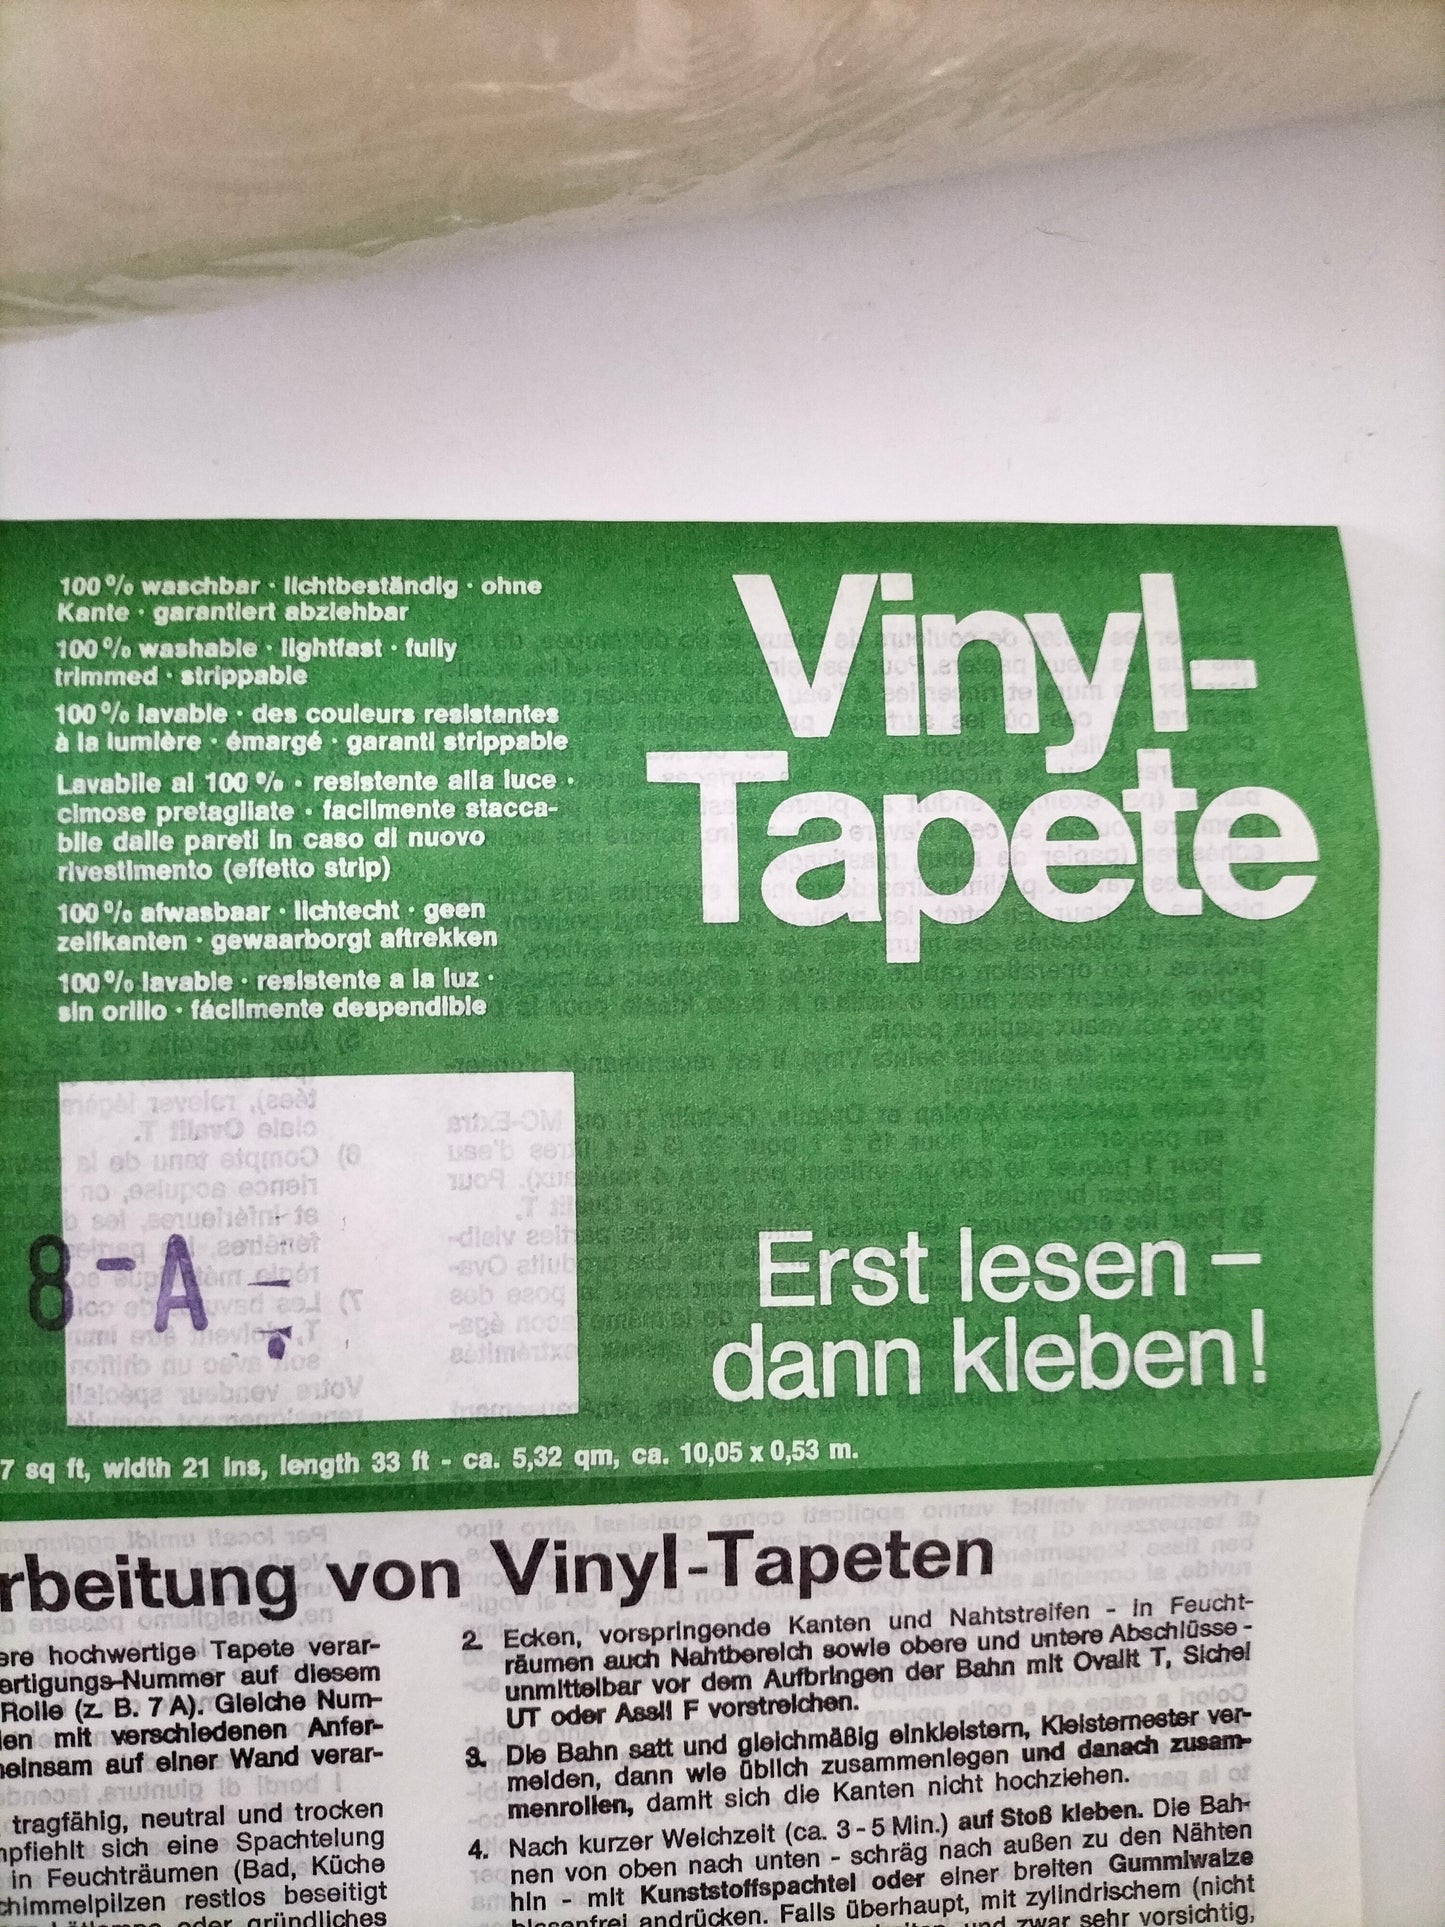 100% waschbar · lichtbeständig · ohne
Kante · garantiert abziehbar
100% washable · lightfast · fully
trimmed · strippable
100% lavable · des couleurs resistantes
à la lumière · émargé · garanti strippable
Lavabile al 100% · resistente alla luce ·
cimose pretagliate · facilmente stacca-
bile dalle pareti in caso di nuovo
rivestimento (effetto strip)
100% afwasbaar · lichtecht · geen
zelfkanten · gewaarborgt aftrekken
100% lavable · resistente a la luz ·
sin orillo · fácilmente despendible
Vinyl-
Tapete
8-A-
Erst lesen –
dann kleben!
7 sq ft, width 21 ins, length 33 ft - ca. 5,32 qm, ca. 10,05 x 0,53 m.
rbeitung von Vinyl-Tapeten
ere hochwertige Tapete verar-
ertigungs-Nummer auf diesem
Rolle (z. B. 7 A). Gleiche Num-
len mit verschiedenen Anfer-
neinsam auf einer Wand verar-
tragfähig, neutral und trocken
npfiehlt sich eine Spachtelung
in Feuchträumen (Bad, Küche
chimmelpilzen restlos beseitigt
oder gründliches
2. Ecken, vorspringende Kanten und Nahtstreifen - in Feucht-
räumen auch Nahtbereich sowie obere und untere Abschlüsse -
unmittelbar vor dem Aufbringen der Bahn mit Ovalit T, Sichel
UT oder Assil F vorstreichen.
3. Die Bahn satt und gleichmäßig einkleistern, Kleisternester ver-
meiden, dann wie üblich zusammenlegen und danach zusam-
menrollen, damit sich die Kanten nicht hochziehen.
4. Nach kurzer Weichzeit (ca. 3 - 5 Min.) auf Stoß kleben. Die Bah-
nen von oben nach unten - schräg nach außen zu den Nähten
hin - mit Kunststoffspachtel oder einer breiten Gummiwalze
blasenfrei andrücken. Falls überhaupt, mit zylindrischem (nicht
und zwar sehr vorsichtig,